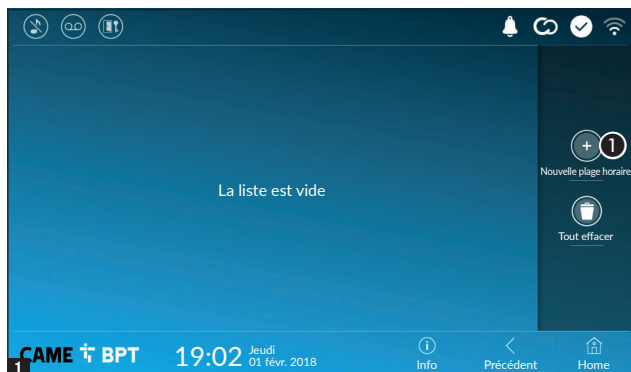 1
Nouvelle plage horaire
La liste est vide
Tout effacer
1
CAME BPT
19:02
Jeudi
01 févr. 2018
Info
Précédent
Home